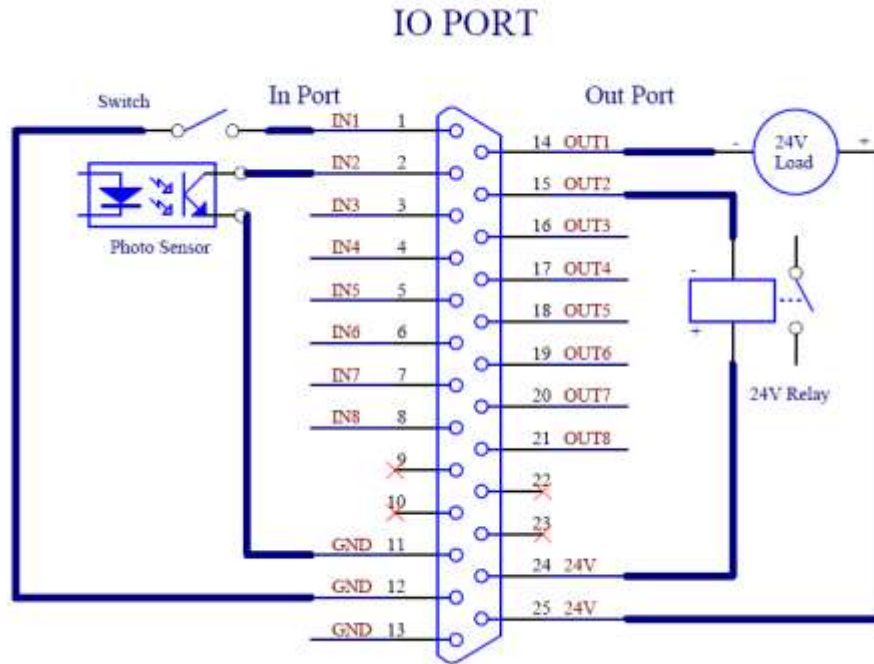 IO PORT
Switch
In Port
Out Port
IN1 1
14 OUT1
- 24V Load +
IN2 2
15 OUT2
IN3 3
16 OUT3
Photo Sensor
IN4 4
17 OUT4
-
IN5 5
18 OUT5
+
IN6 6
19 OUT6
IN7 7
20 OUT7
24V Relay
IN8 8
21 OUT8
9
22
10
23
GND 11
24 24V
GND 12
25 24V
GND 13